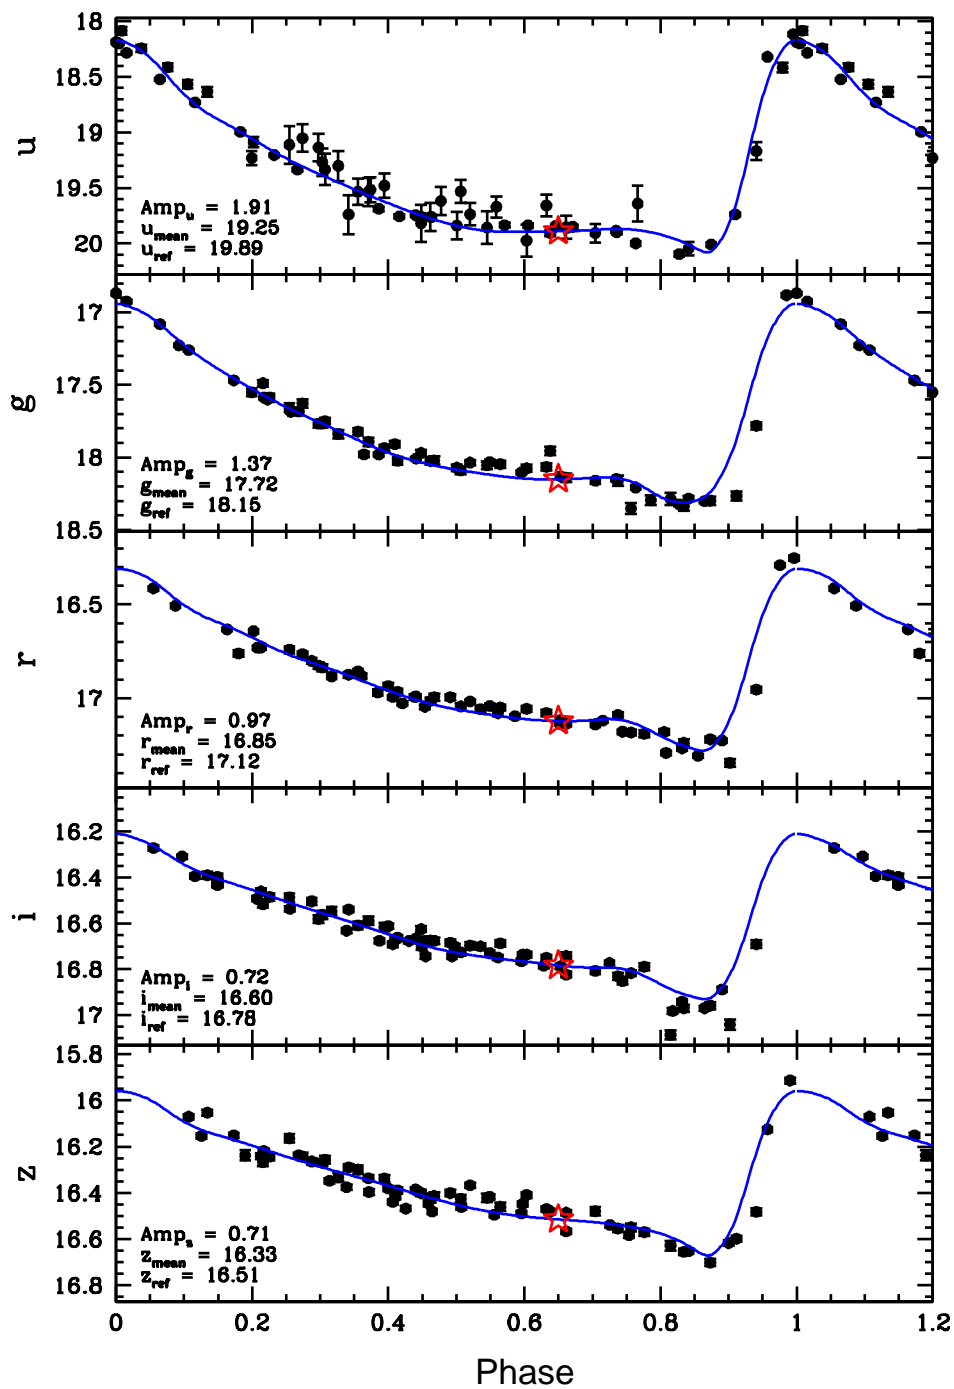 18
18.5
19
19.5
20
u
Amp_u = 1.91
u_mean = 19.25
u_ref = 19.89
17
17.5
18
18.5
g
Amp_g = 1.37
g_mean = 17.72
g_ref = 18.15
16.5
17
r
Amp_r = 0.97
r_mean = 16.85
r_ref = 17.12
16.2
16.4
16.6
16.8
17
i
Amp_i = 0.72
i_mean = 16.60
i_ref = 16.78
15.8
16
16.2
16.4
16.6
16.8
z
Amp_z = 0.71
z_mean = 16.33
z_ref = 16.51
0 0.2 0.4 0.6 0.8 1 1.2
Phase